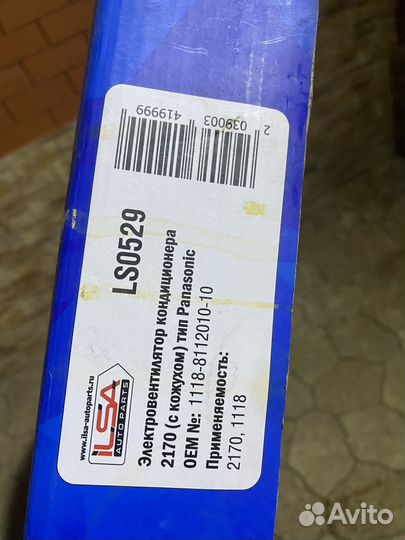 2 039003 419999
LS0529
Электровентилятор кондиционера
2170 (с кожухом) тип Panasonic
OEM №: 1118-8112010-10
Применяемость:
2170, 1118
www.ilsa-autoparts.ru
ILSA
AUTO PARTS
Avito